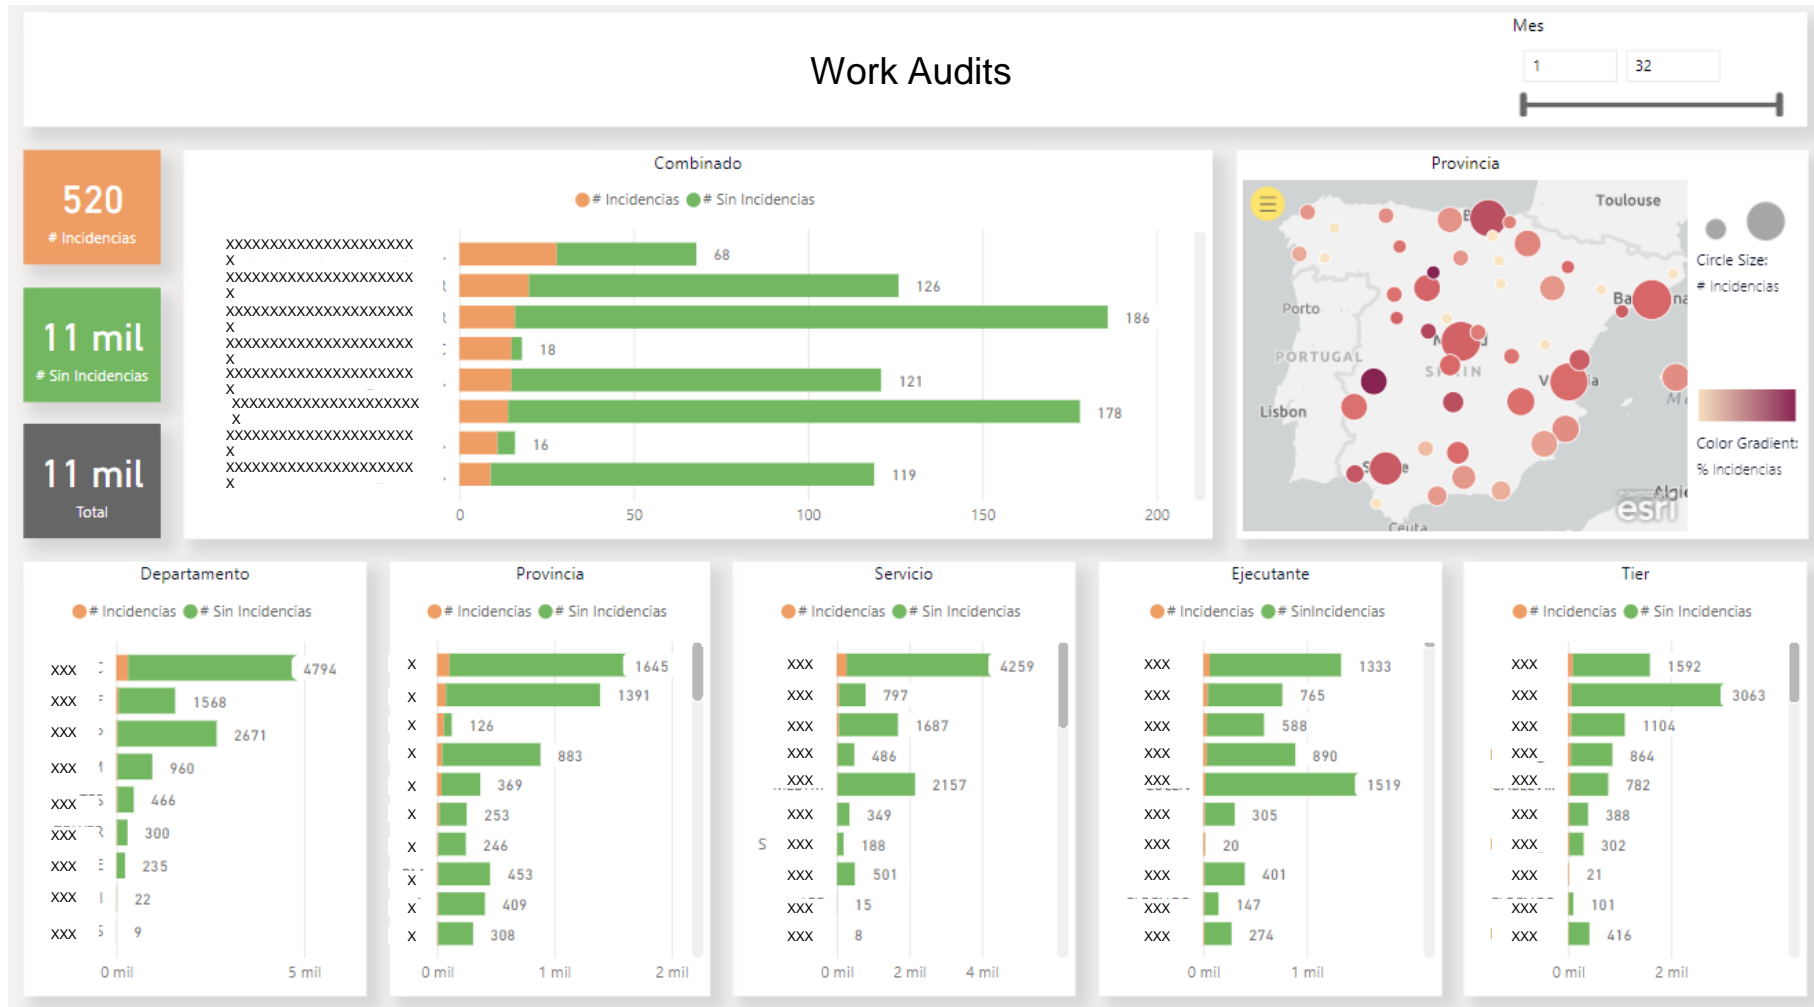 Work Audits
Mes
1 32
520
# Incidencias
11 mil
# Sin Incidencias
11 mil
Total
Combinado
# Incidencias # Sin Incidencias
XXXXXXXXXXXXXXXXXXXXX
X
68
XXXXXXXXXXXXXXXXXXXXX
X
126
XXXXXXXXXXXXXXXXXXXXX
X
186
XXXXXXXXXXXXXXXXXXXXX
X
18
XXXXXXXXXXXXXXXXXXXXX
X
121
XXXXXXXXXXXXXXXXXXXXX
X
178
XXXXXXXXXXXXXXXXXXXXX
X
16
XXXXXXXXXXXXXXXXXXXXX
X
119
0 50 100 150 200
Provincia
Toulouse
Porto
PORTUGAL
Lisbon
Ceuta
esri
Circle Size:
# Incidencias
Color Gradient:
% Incidencias
Departamento
# Incidencias # Sin Incidencias
XXX 4794
XXX 1568
XXX 2671
XXX 960
XXX 466
XXX 300
XXX 235
XXX 22
XXX 9
0 mil 5 mil
Provincia
# Incidencias # Sin Incidencias
X 1645
X 1391
X 126
X 883
X 369
X 253
X 246
X 453
X 409
X 308
0 mil 1 mil 2 mil
Servicio
# Incidencias # Sin Incidencias
XXX 4259
XXX 797
XXX 1687
XXX 486
XXX 2157
XXX 349
S XXX 188
XXX 501
XXX 15
XXX 8
0 mil 2 mil 4 mil
Ejecutante
# Incidencias # SinIncidencias
XXX 1333
XXX 765
XXX 588
XXX 890
XXX 1519
XXX 305
XXX 20
XXX 401
XXX 147
XXX 274
0 mil 1 mil
Tier
# Incidencias # Sin Incidencias
XXX 1592
XXX 3063
XXX 1104
XXX 864
XXX 782
XXX 388
XXX 302
XXX 21
XXX 101
XXX 416
0 mil 2 mil